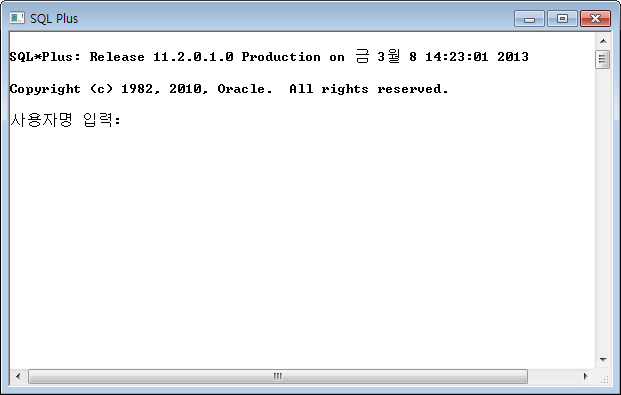 SQL Plus
SQL*Plus: Release 11.2.0.1.0 Production on 금 3월 8 14:23:01 2013
Copyright (c) 1982, 2010, Oracle.  All rights reserved.
사용자명 입력: